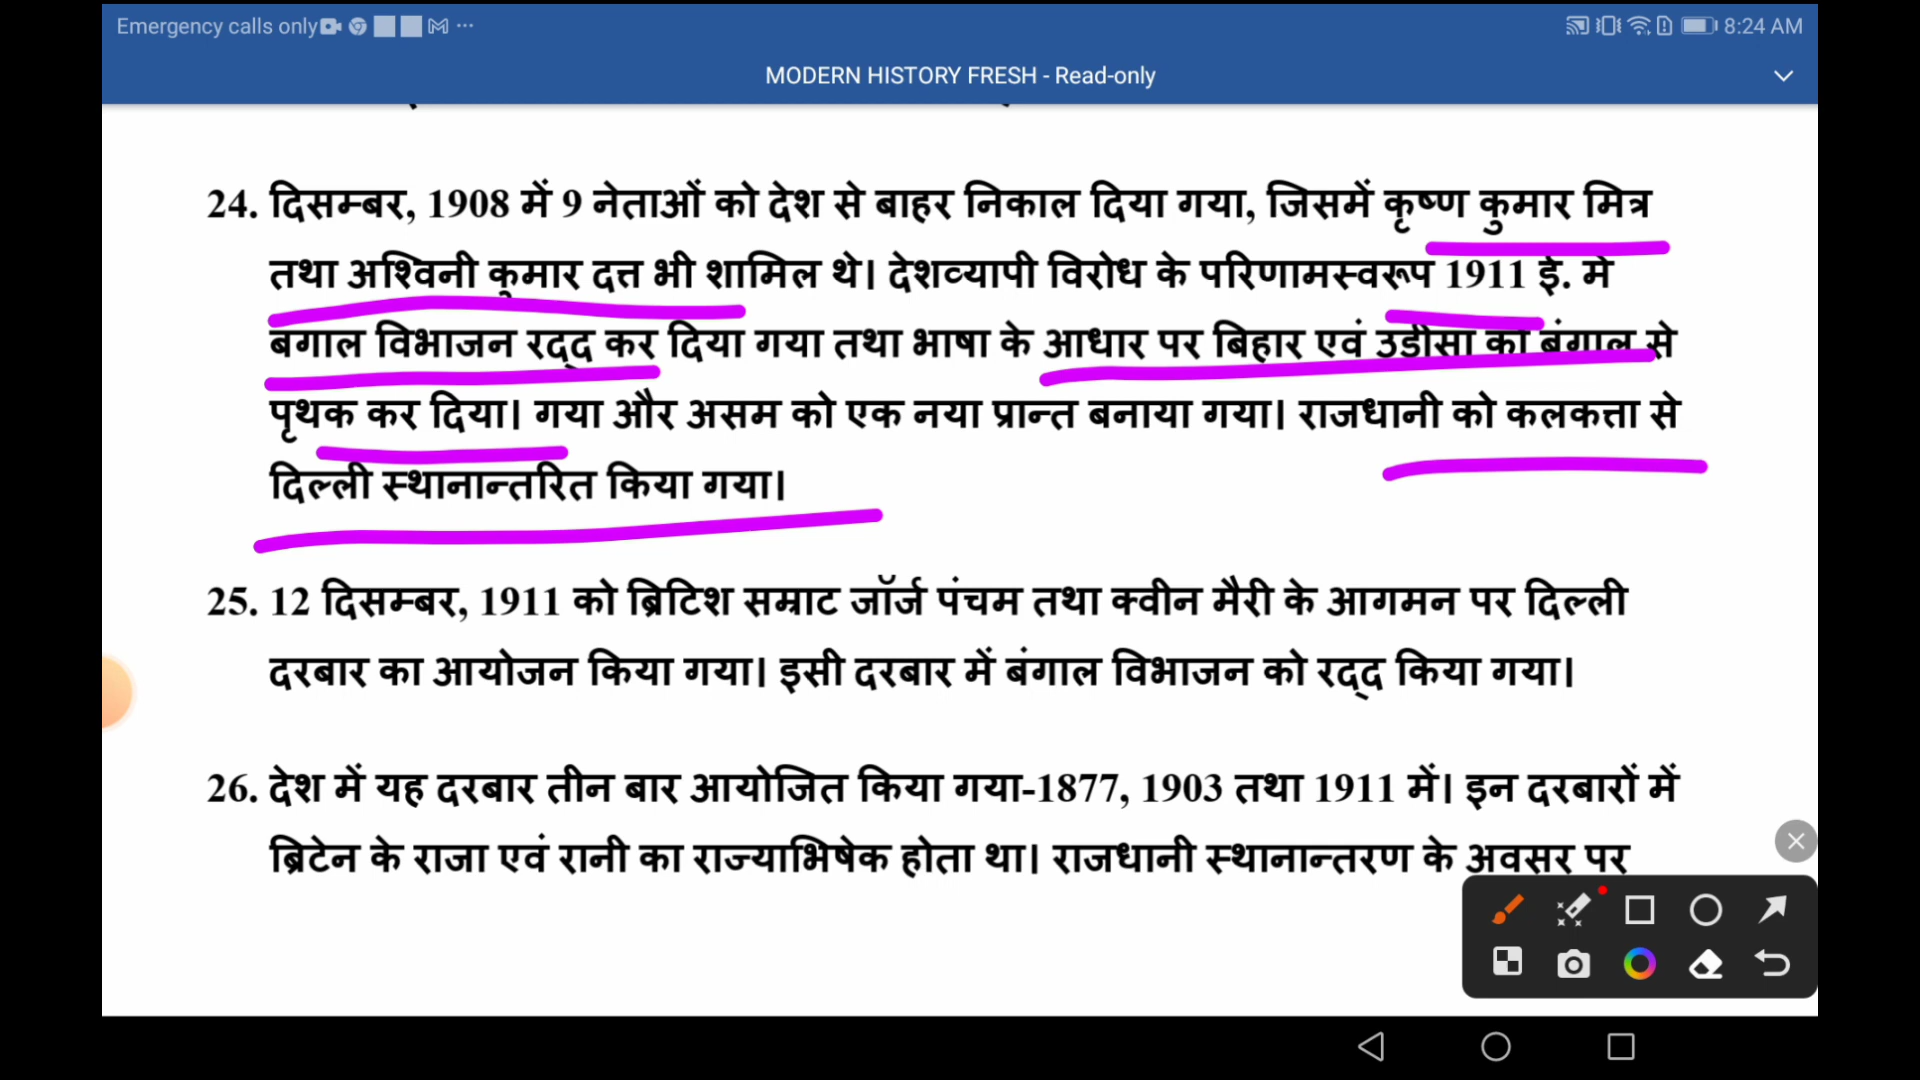 Emergency calls only
8:24 AM
MODERN HISTORY FRESH - Read-only
24. दिसम्बर, 1908 में 9 नेताओं को देश से बाहर निकाल दिया गया, जिसमें कृष्ण कुमार मित्र
तथा अश्विनी कुमार दत्त भी शामिल थे। देशव्यापी विरोध के परिणामस्वरूप 1911 ई. में
बंगाल विभाजन रद्द कर दिया गया तथा भाषा के आधार पर बिहार एवं उड़ीसा को बंगाल से
पृथक कर दिया। गया और असम को एक नया प्रान्त बनाया गया। राजधानी को कलकत्ता से
दिल्ली स्थानान्तरित किया गया।
25. 12 दिसम्बर, 1911 को ब्रिटिश सम्राट जॉर्ज पंचम तथा क्वीन मैरी के आगमन पर दिल्ली
दरबार का आयोजन किया गया। इसी दरबार में बंगाल विभाजन को रद्द किया गया।
26. देश में यह दरबार तीन बार आयोजित किया गया-1877, 1903 तथा 1911 में। इन दरबारों में
ब्रिटेन के राजा एवं रानी का राज्याभिषेक होता था। राजधानी स्थानान्तरण के अवसर पर